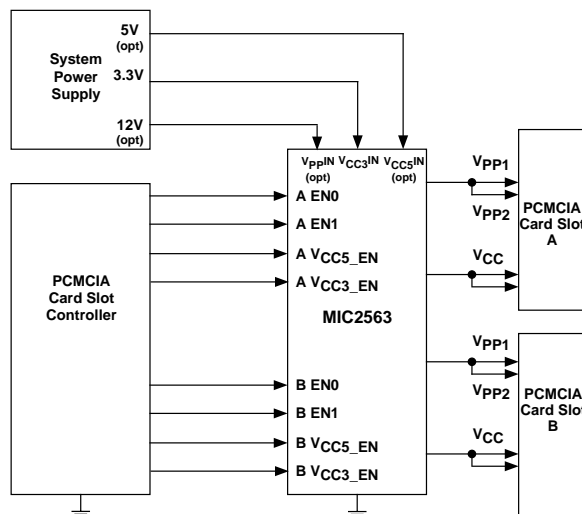 System
Power
Supply
5V
(opt)
3.3V
12V
(opt)
VPPIN VCC3IN VCC5IN
(opt) (opt)
PCMCIA
Card Slot
Controller
A EN0
A EN1
A VCC5_EN
A VCC3_EN
MIC2563
B EN0
B EN1
B VCC5_EN
B VCC3_EN
VPP1
VPP2
VCC
PCMCIA
Card Slot
A
VPP1
VPP2
VCC
PCMCIA
Card Slot
B